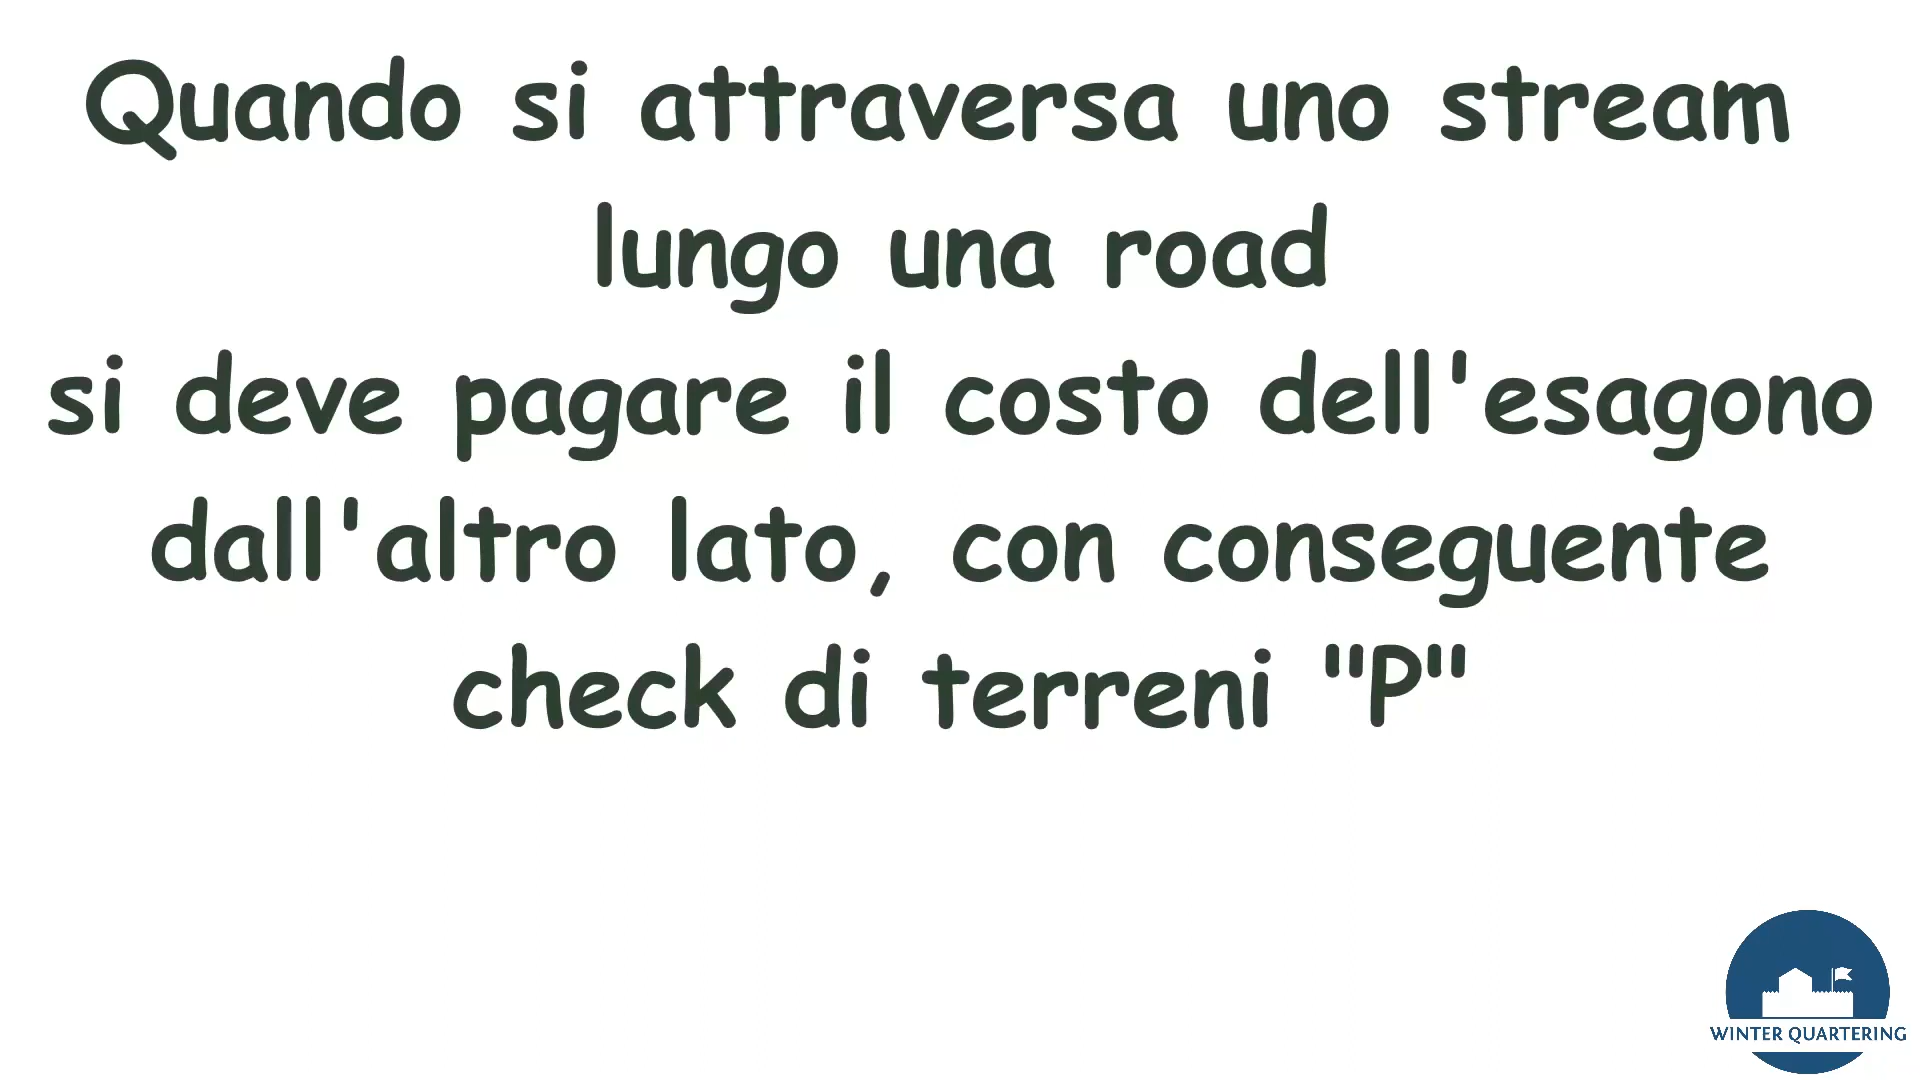 Quando si attraversa uno stream
lungo una road
si deve pagare il costo dell'esagono
dall'altro lato, con conseguente
check di terreni "P"
WINTER QUARTERING